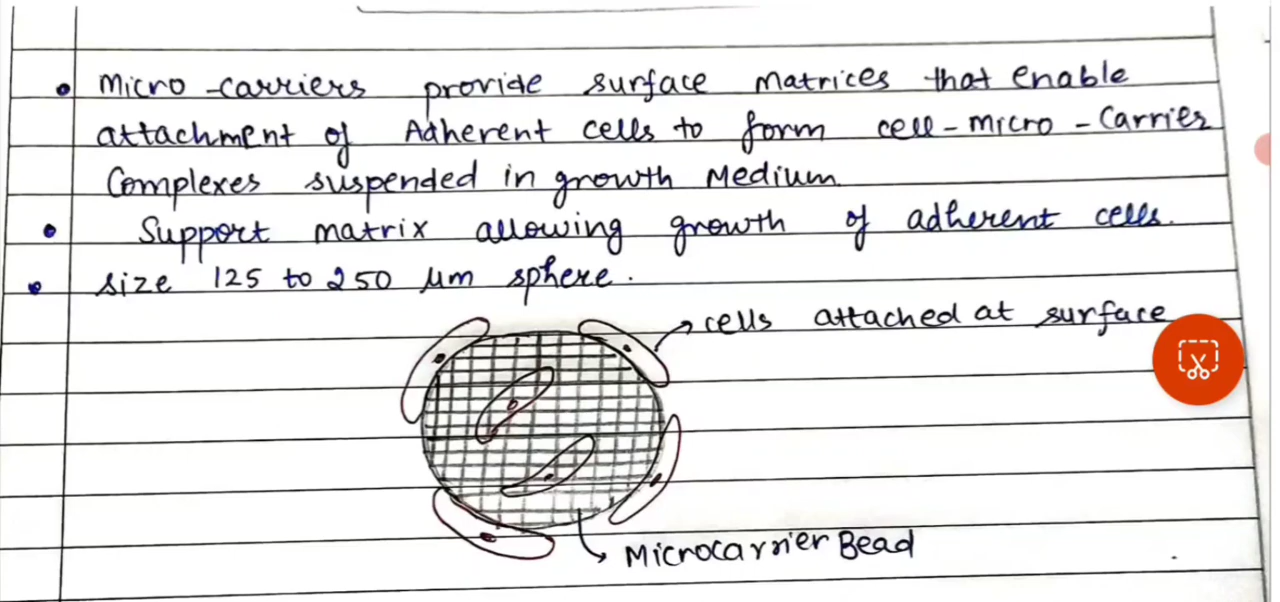 • Micro-carriers provide surface matrices that enable
attachment of Adherent cells to form cell-micro-Carrier
Complexes suspended in growth Medium.
• Support matrix allowing growth of adherent cells.
• size 125 to 250 μm sphere.
cells attached at surface
Microcarrier Bead